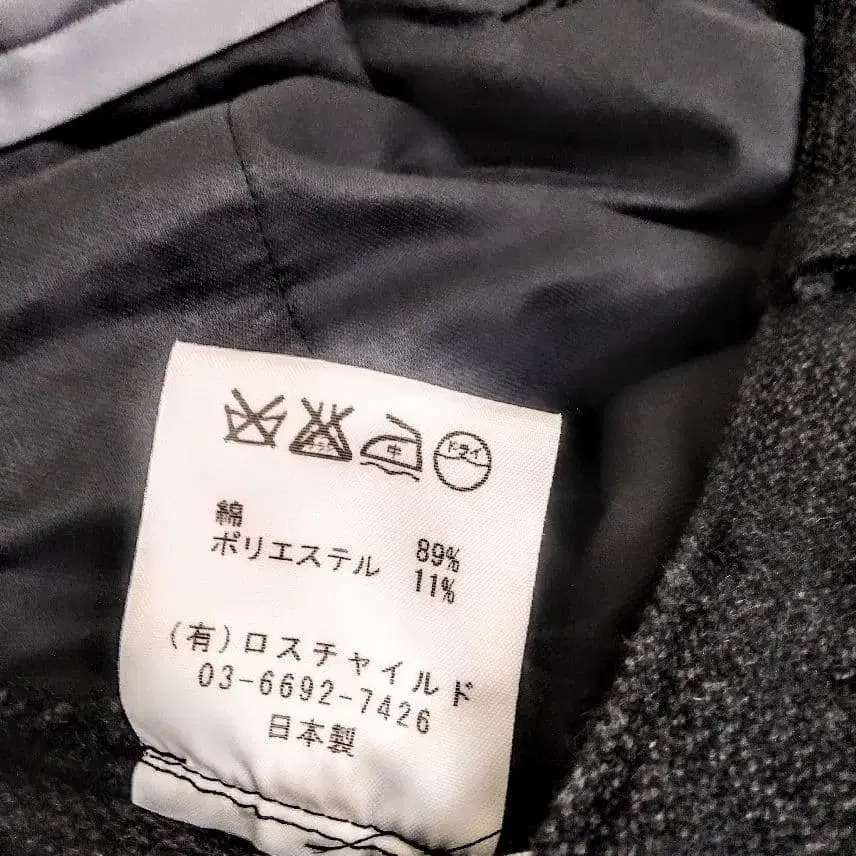 中 ドライ
綿 89%
ポリエステル 11%
(有)ロスチャイルド
03-6692-7426
日本製